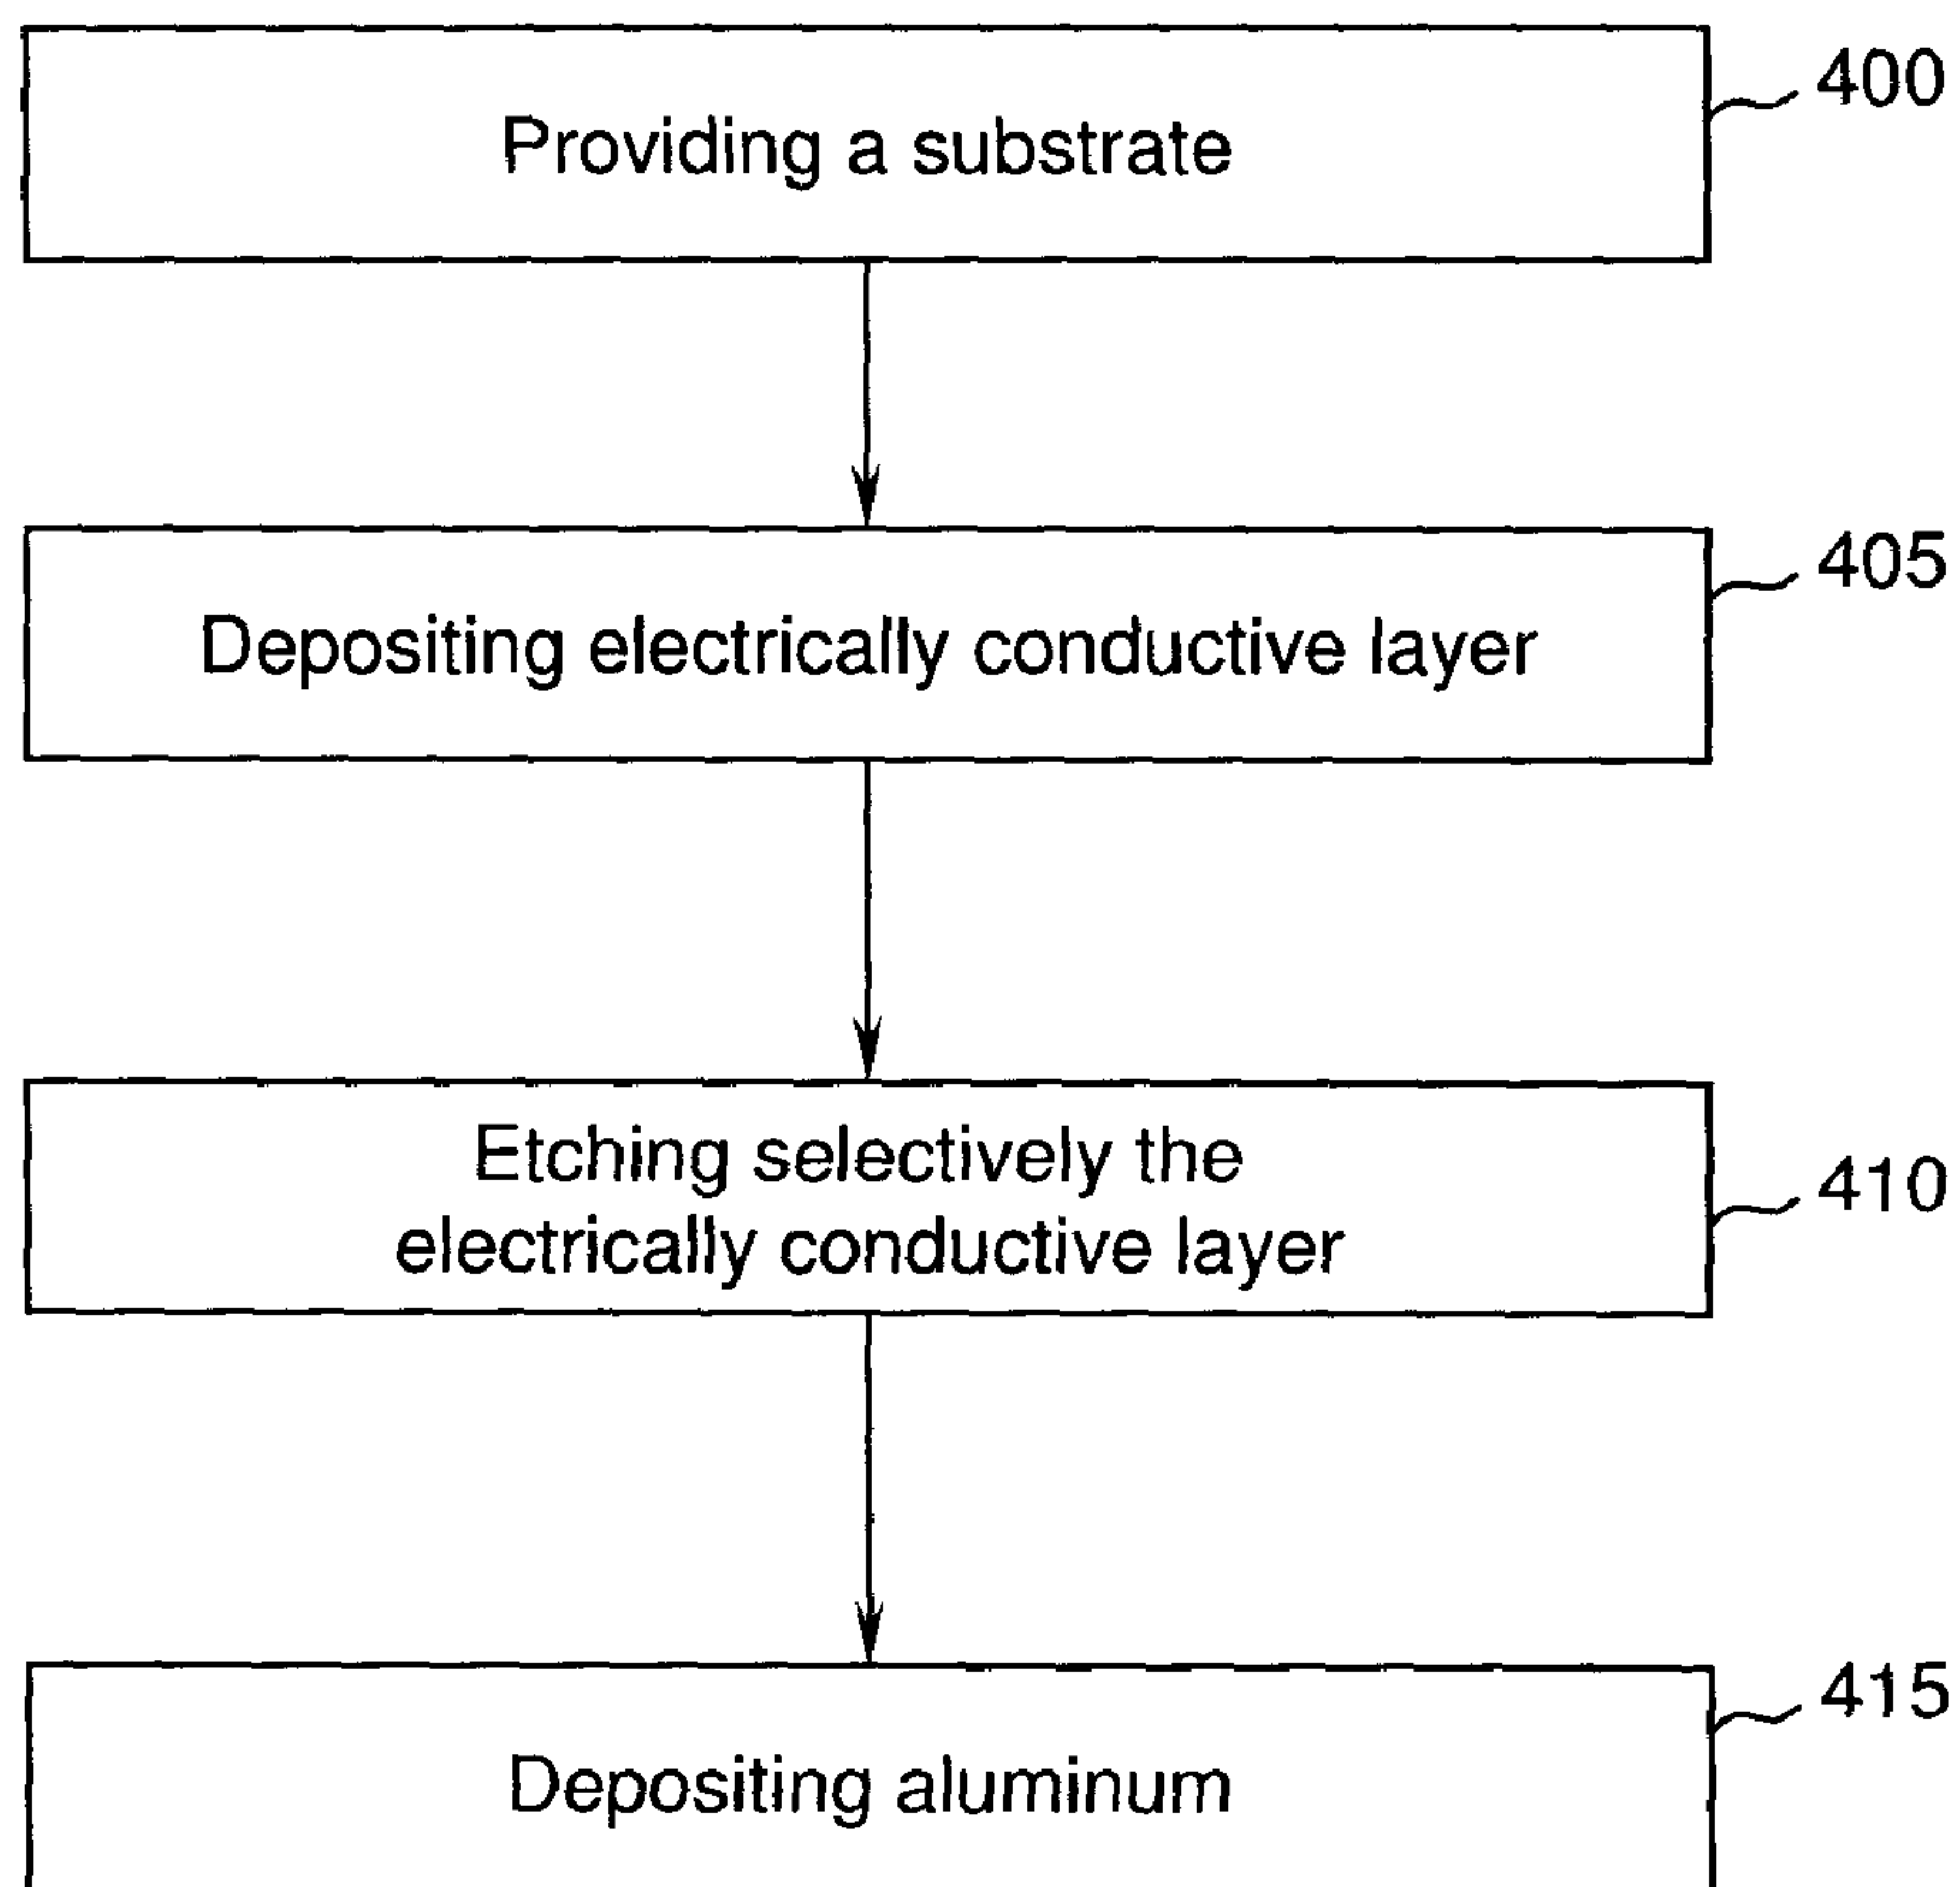 400
Providing a substrate
405
Depositing electrically conductive layer
Etching selectively the
410
electrically conductive layer
415
Depositing aluminum